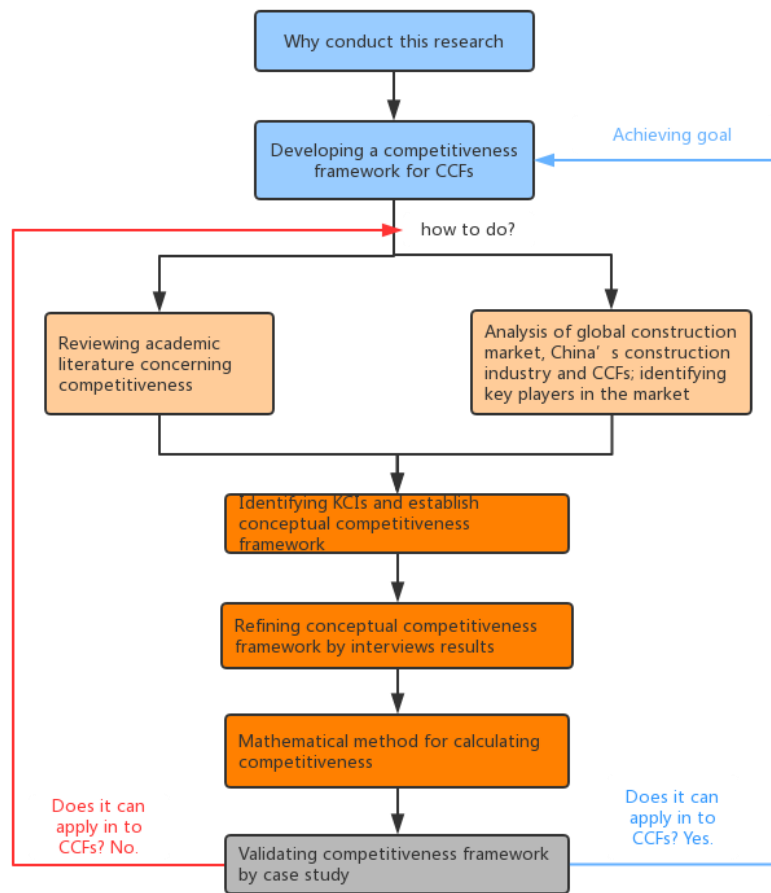 Why conduct this research
Developing a competitiveness
framework for CCFs
Achieving goal
how to do?
Reviewing academic
literature concerning
competitiveness
Analysis of global construction
market, China’s construction
industry and CCFs; identifying
key players in the market
Identifying KCIs and establish
conceptual competitiveness
framework
Refining conceptual competitiveness
framework by interviews results
Mathematical method for calculating
competitiveness
Does it can
apply in to
CCFs? No.
Does it can
apply in to
CCFs? Yes.
Validating competitiveness framework
by case study